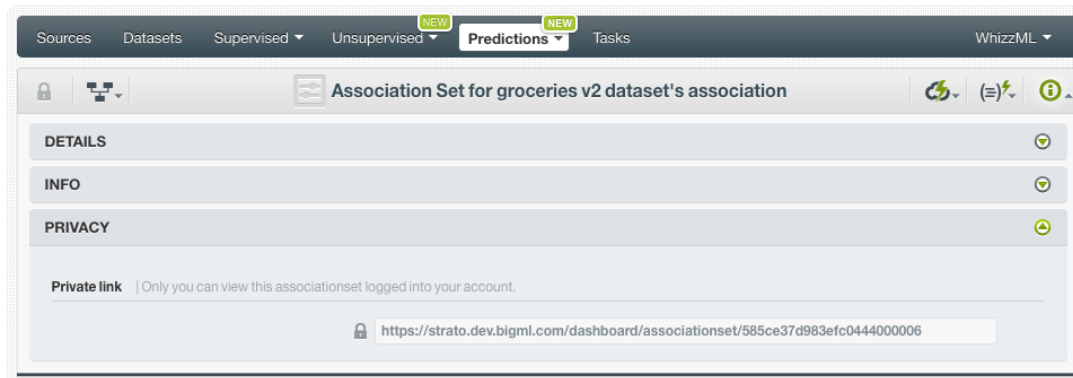 NEW NEW
Sources Datasets Supervised Unsupervised Predictions Tasks WhizzML
Association Set for groceries v2 dataset's association
DETAILS
INFO
PRIVACY
Private link | Only you can view this associationset logged into your account.
https://strato.dev.bigml.com/dashboard/associationset/585ce37d983efc0444000006